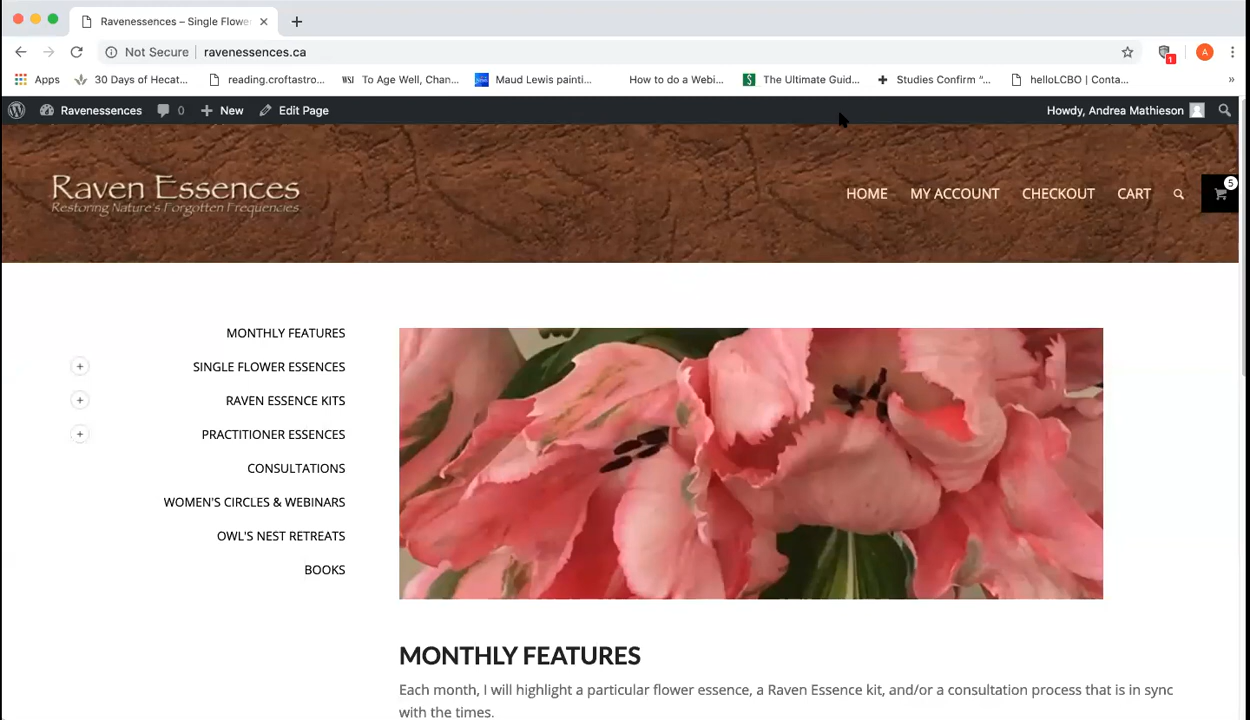 Ravenessences – Single Flowe
Not Secure ravenessences.ca
A
1
Apps 30 Days of Hecat... reading.croftastro... WSJ To Age Well, Chan... Maud Lewis painti... How to do a Webi... S The Ultimate Guid... Studies Confirm "... helloLCBO | Conta... »
Ravenessences 0 + New Edit Page Howdy, Andrea Mathieson
Raven Essences
Restoring Nature's Forgotten Frequencies
HOME MY ACCOUNT CHECKOUT CART 5
MONTHLY FEATURES
+ SINGLE FLOWER ESSENCES
+ RAVEN ESSENCE KITS
+ PRACTITIONER ESSENCES
CONSULTATIONS
WOMEN'S CIRCLES & WEBINARS
OWL'S NEST RETREATS
BOOKS
MONTHLY FEATURES
Each month, I will highlight a particular flower essence, a Raven Essence kit, and/or a consultation process that is in sync
with the times.